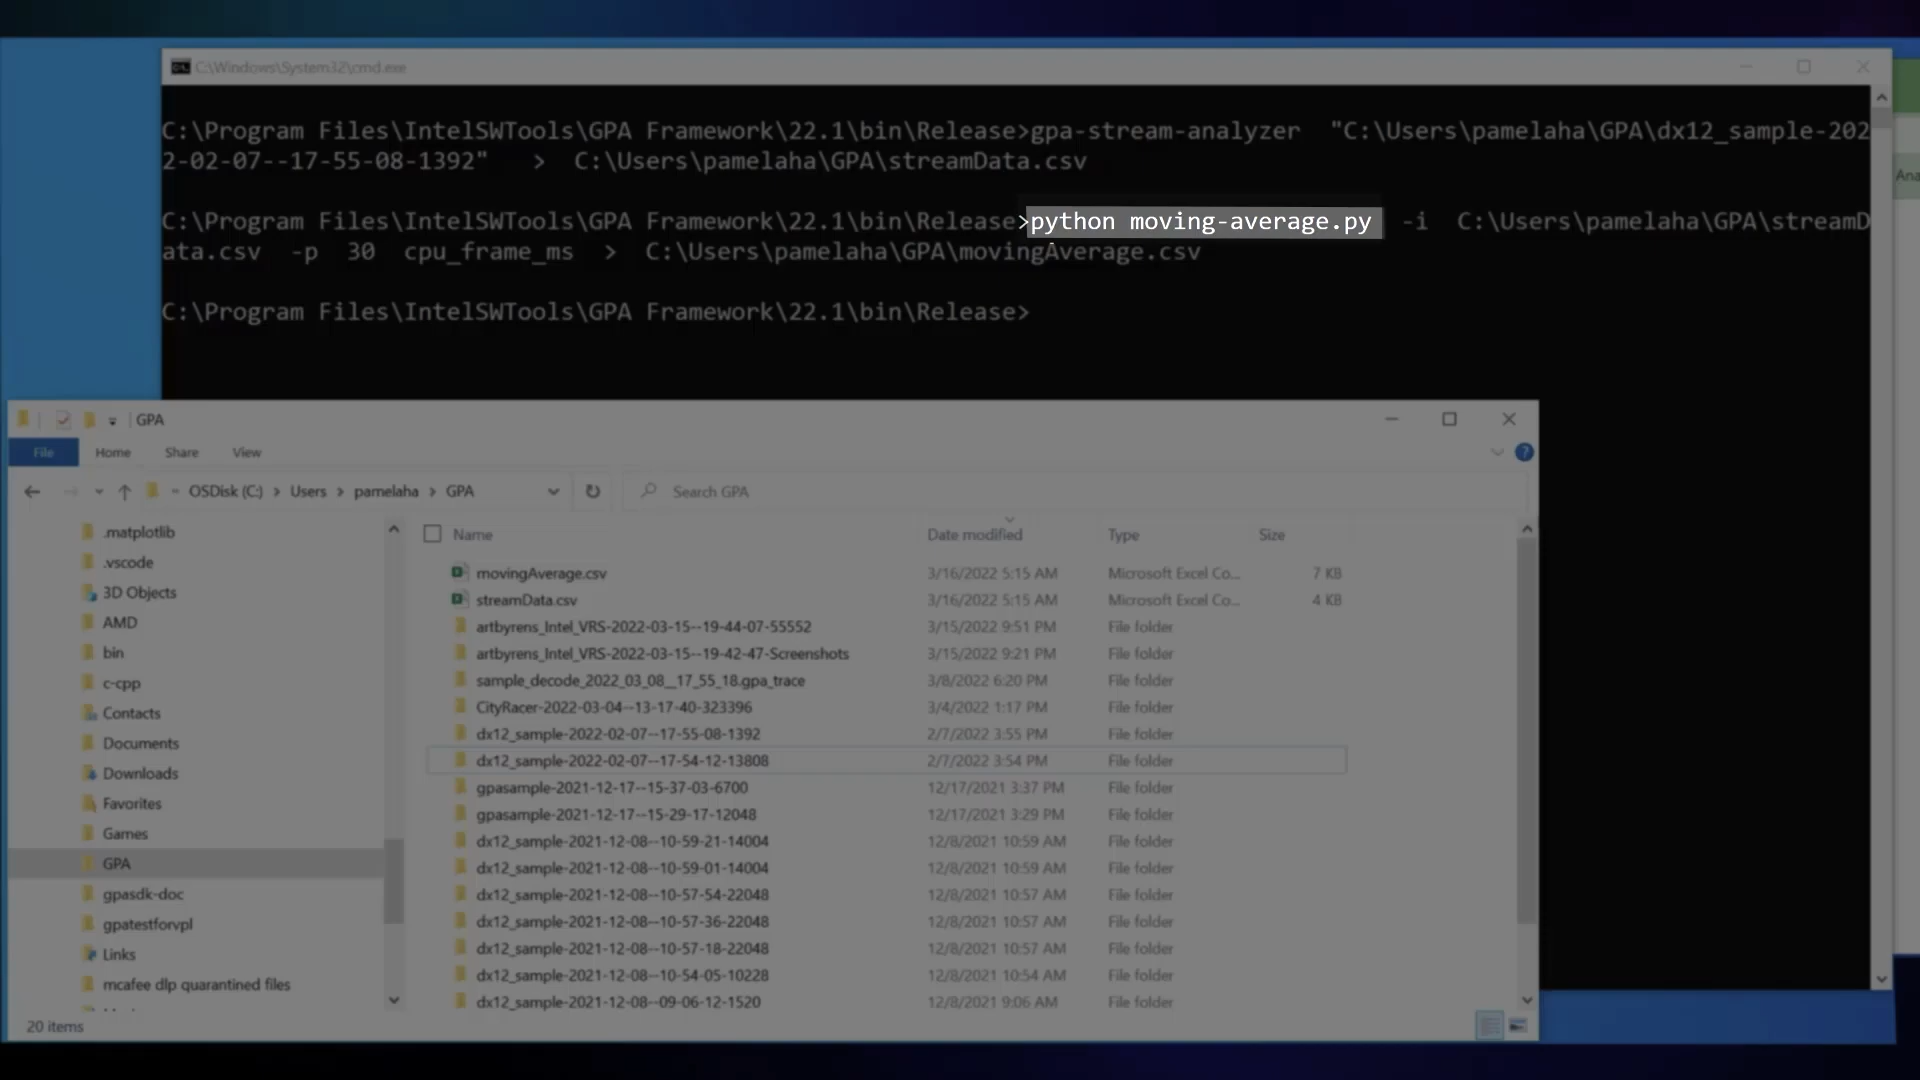 C:\Windows\System32\cmd.exe
C:\Program Files\IntelSWTools\GPA Framework\22.1\bin\Release>gpa-stream-analyzer "C:\Users\pamelaha\GPA\dx12_sample-202
2-02-07--17-55-08-1392" > C:\Users\pamelaha\GPA\streamData.csv
C:\Program Files\IntelSWTools\GPA Framework\22.1\bin\Release>python moving-average.py -i C:\Users\pamelaha\GPA\streamD
ata.csv -p 30 cpu_frame_ms > C:\Users\pamelaha\GPA\movingAverage.csv
C:\Program Files\IntelSWTools\GPA Framework\22.1\bin\Release>
Ana
GPA
File Home Share View
OSDisk (C:) > Users > pamelaha > GPA
Search GPA
.matplotlib
.vscode
3D Objects
AMD
bin
c-cpp
Contacts
Documents
Downloads
Favorites
Games
GPA
gpasdk-doc
gpatestforvpl
Links
mcafee dlp quarantined files
Name Date modified Type Size
movingAverage.csv 3/16/2022 5:15 AM Microsoft Excel Co... 7 KB
streamData.csv 3/16/2022 5:15 AM Microsoft Excel Co... 4 KB
artbyrens_Intel_VRS-2022-03-15--19-44-07-55552 3/15/2022 9:51 PM File folder
artbyrens_Intel_VRS-2022-03-15--19-42-47-Screenshots 3/15/2022 9:21 PM File folder
sample_decode_2022_03_08__17_55_18.gpa_trace 3/8/2022 6:20 PM File folder
CityRacer-2022-03-04--13-17-40-323396 3/4/2022 1:17 PM File folder
dx12_sample-2022-02-07--17-55-08-1392 2/7/2022 3:55 PM File folder
dx12_sample-2022-02-07--17-54-12-13808 2/7/2022 3:54 PM File folder
gpasample-2021-12-17--15-37-03-6700 12/17/2021 3:37 PM File folder
gpasample-2021-12-17--15-29-17-12048 12/17/2021 3:29 PM File folder
dx12_sample-2021-12-08--10-59-21-14004 12/8/2021 10:59 AM File folder
dx12_sample-2021-12-08--10-59-01-14004 12/8/2021 10:59 AM File folder
dx12_sample-2021-12-08--10-57-54-22048 12/8/2021 10:57 AM File folder
dx12_sample-2021-12-08--10-57-36-22048 12/8/2021 10:57 AM File folder
dx12_sample-2021-12-08--10-57-18-22048 12/8/2021 10:57 AM File folder
dx12_sample-2021-12-08--10-54-05-10228 12/8/2021 10:54 AM File folder
dx12_sample-2021-12-08--09-06-12-1520 12/8/2021 9:06 AM File folder
20 items